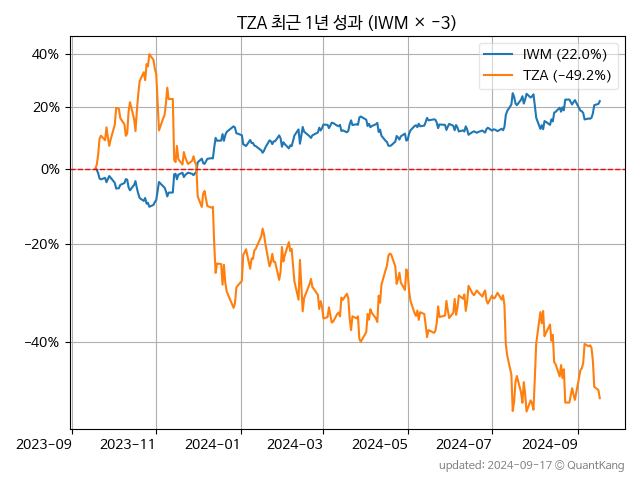 TZA 최근 1년 성과 (IWM × −3)
IWM (22.0%)
TZA (−49.2%)
40%
20%
0%
−20%
−40%
2023−09 2023−11 2024−01 2024−03 2024−05 2024−07 2024−09
updated: 2024−09−17 © QuantKang